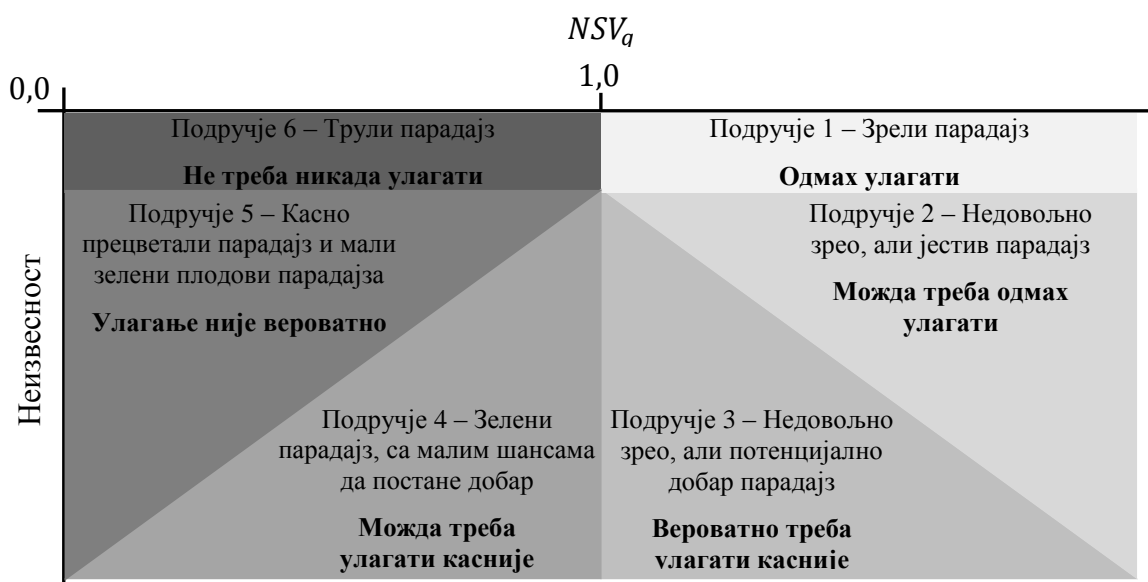 NSV_q
0,0
1,0
Неизвесност
Подручје 6 – Трули парадајз
Не треба никада улагати
Подручје 1 – Зрели парадајз
Одмах улагати
Подручје 5 – Касно
прецветали парадајз и мали
зелени плодови парадајза
Улагање није вероватно
Подручје 2 – Недовољно
зрео, али јестив парадајз
Можда треба одмах
улагати
Подручје 4 – Зелени
парадајз, са малим шансама
да постане добар
Можда треба
улагати касније
Подручје 3 – Недовољно
зрео, али потенцијално
добар парадајз
Вероватно треба
улагати касније